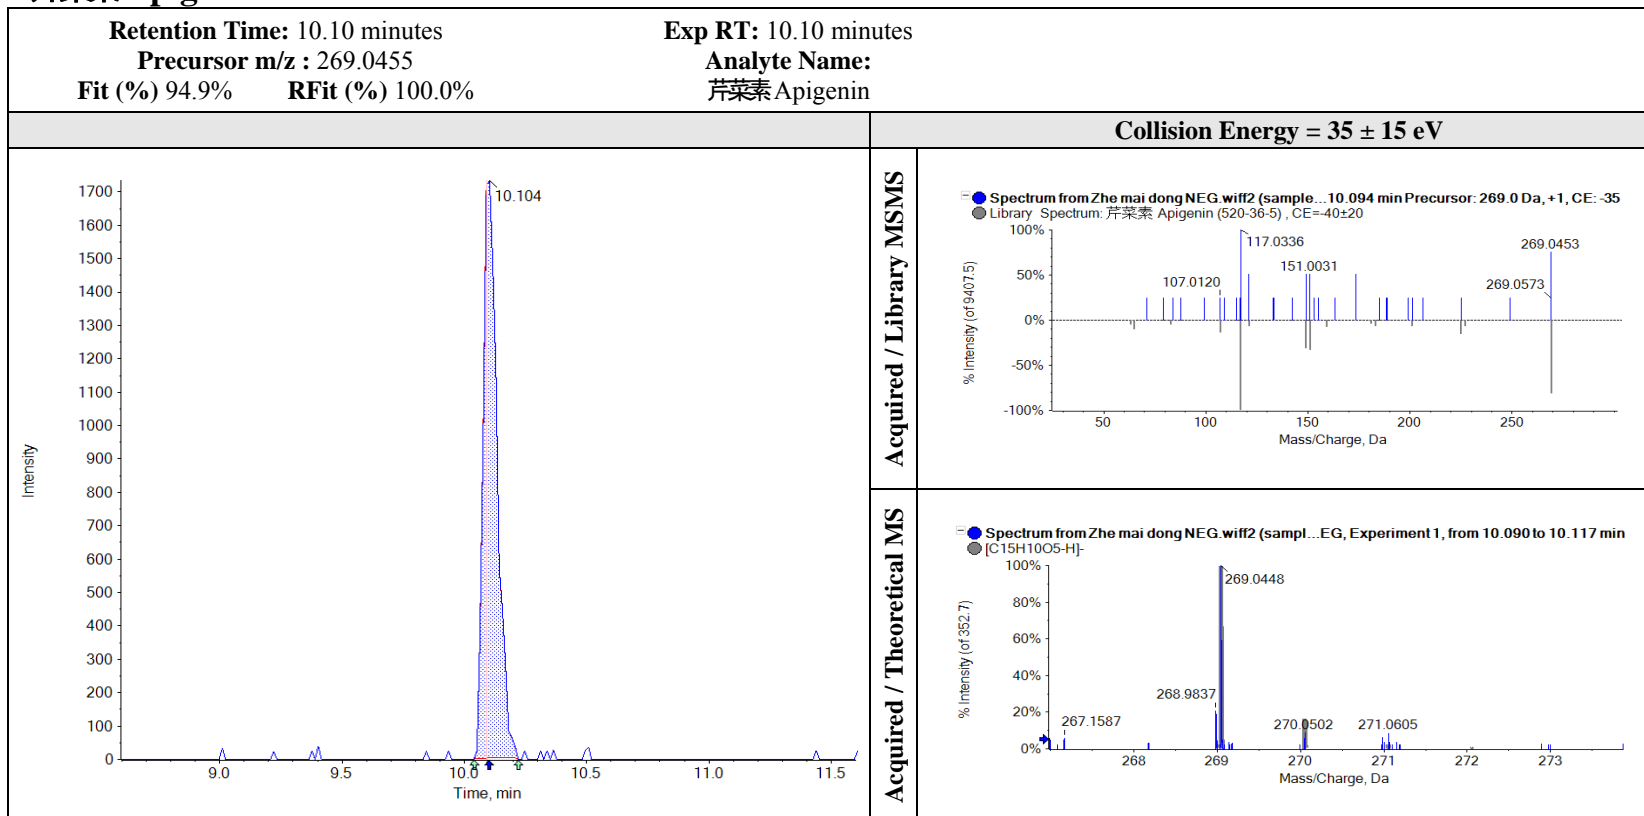 Retention Time: 10.10 minutes
Exp RT: 10.10 minutes
Precursor m/z : 269.0455
Analyte Name:
Fit (%) 94.9% RFit (%) 100.0%
芹菜素Apigenin
Collision Energy = 35 ± 15 eV
1700
1600
1500
1400
1300
1200
1100
1000
900
800
700
600
500
400
300
200
100
0
Intensity
10.104
9.0 9.5 10.0 10.5 11.0 11.5
Time, min
Acquired / Library MSMS
Spectrum from Zhe mai dong NEG.wiff2 (sample...10.094 min Precursor: 269.0 Da, +1, CE: -35
Library Spectrum: 芹菜素 Apigenin (520-36-5) , CE=-40±20
100%
50%
0%
-50%
-100%
% Intensity (of 9407.5)
117.0336
107.0120
151.0031
269.0453
269.0573
50 100 150 200 250
Mass/Charge, Da
Acquired / Theoretical MS
Spectrum from Zhe mai dong NEG.wiff2 (sampl...EG, Experiment 1, from 10.090 to 10.117 min
[C15H10O5-H]-
100%
80%
60%
40%
20%
0%
% Intensity (of 352.7)
269.0448
268.9837
267.1587
270.0502
271.0605
268 269 270 271 272 273
Mass/Charge, Da